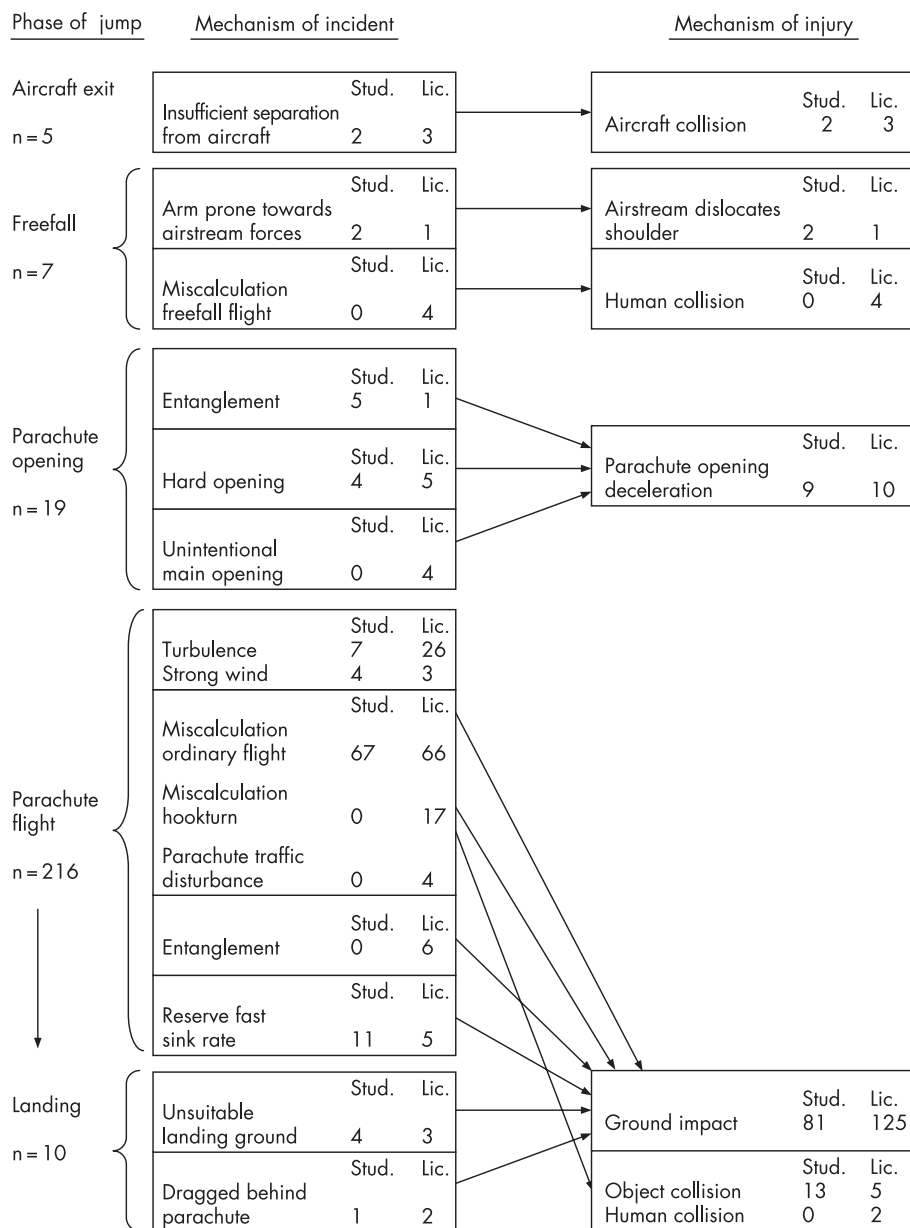 Phase of jump Mechanism of incident Mechanism of injury
Aircraft exit
n = 5
Stud. Lic.
Insufficient separation
from aircraft 2 3
Stud. Lic.
Aircraft collision 2 3
Freefall
n = 7
Stud. Lic.
Arm prone towards
airstream forces 2 1
Stud. Lic.
Airstream dislocates
shoulder 2 1
Stud. Lic.
Miscalculation
freefall flight 0 4
Stud. Lic.
Human collision 0 4
Parachute
opening
n = 19
Stud. Lic.
Entanglement 5 1
Stud. Lic.
Hard opening 4 5
Stud. Lic.
Unintentional
main opening 0 4
Stud. Lic.
Parachute opening
deceleration 9 10
Parachute
flight
n = 216
Stud. Lic.
Turbulence 7 26
Strong wind 4 3
Stud. Lic.
Miscalculation
ordinary flight 67 66
Miscalculation
hookturn 0 17
Parachute traffic
disturbance 0 4
Stud. Lic.
Entanglement 0 6
Stud. Lic.
Reserve fast
sink rate 11 5
Landing
n = 10
Stud. Lic.
Unsuitable
landing ground 4 3
Stud. Lic.
Dragged behind
parachute 1 2
Stud. Lic.
Ground impact 81 125
Stud. Lic.
Object collision 13 5
Human collision 0 2